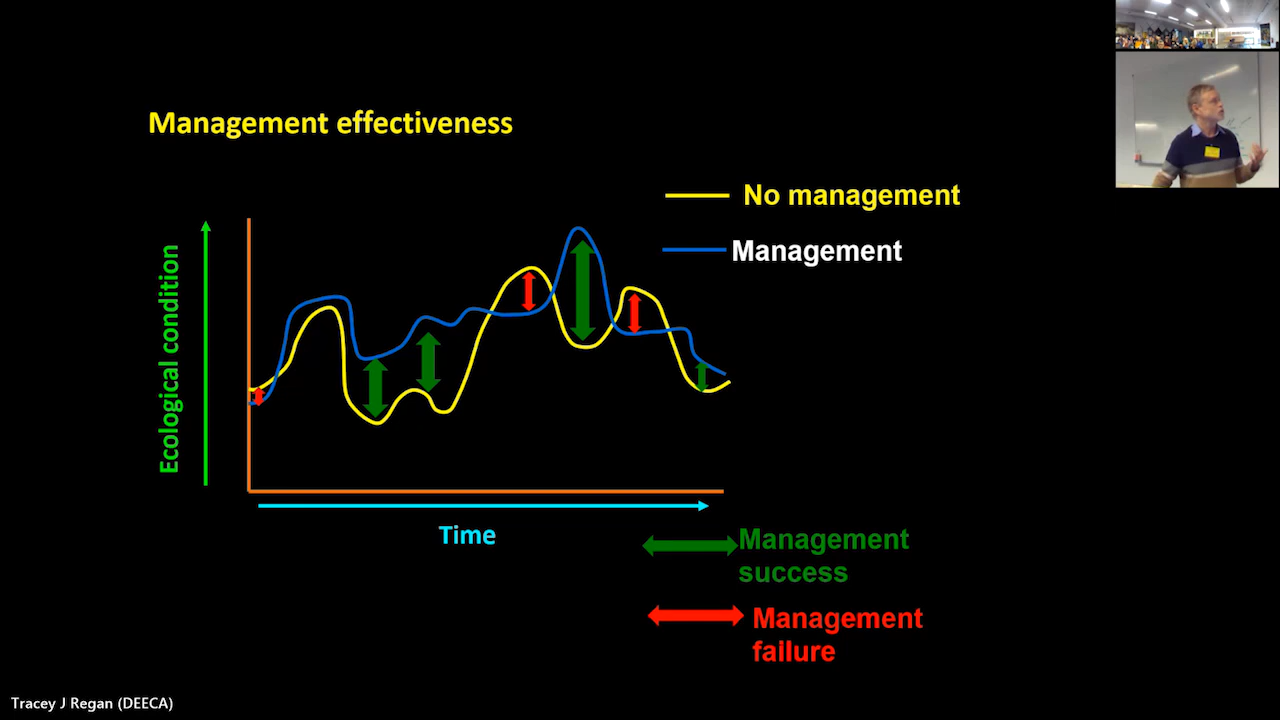 Management effectiveness
No management
Management
Ecological condition
Time
Management
success
Management
failure
Tracey J Regan (DEECA)